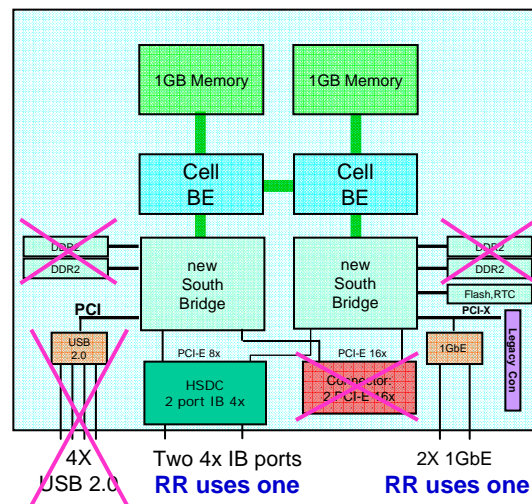 1GB Memory
1GB Memory
Cell
BE
Cell
BE
DDR2
DDR2
new
South
Bridge
new
South
Bridge
DDR2
DDR2
Flash,RTC
PCI
PCI-X
USB
2.0
1GbE
Legacy Con
PCI-E 8x
PCI-E 16x
HSDC
2 port IB 4x
Connector:
2 PCI-E 16x
4X
USB 2.0
Two 4x IB ports
RR uses one
2X 1GbE
RR uses one